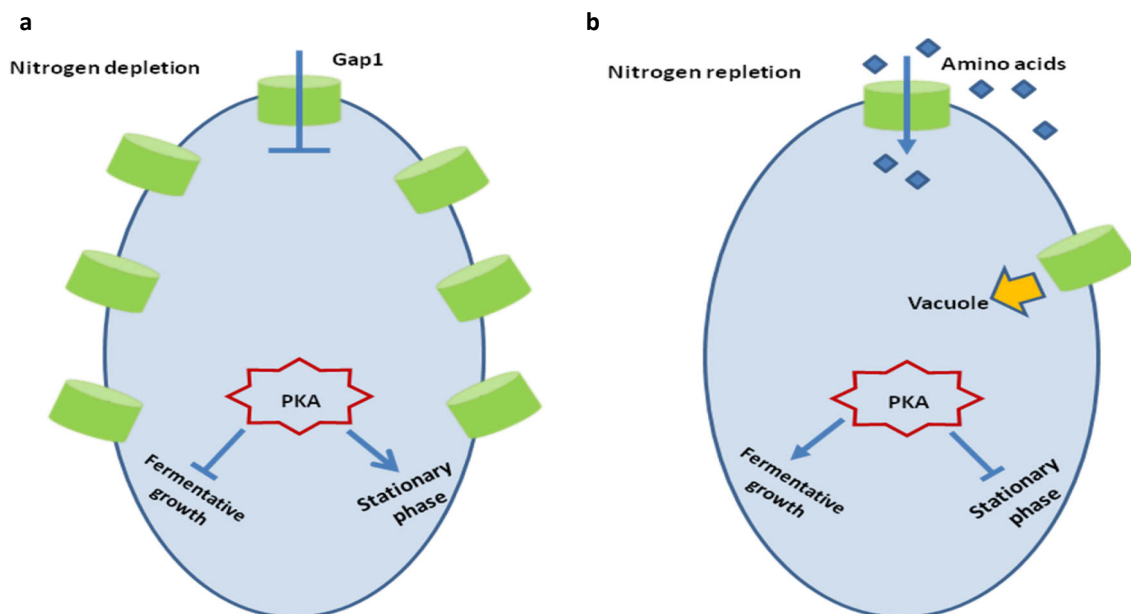 a
Nitrogen depletion
Gap1
PKA
Fermentative
growth
Stationary
phase
b
Nitrogen repletion
Amino acids
Vacuole
PKA
Fermentative
growth
Stationary
phase